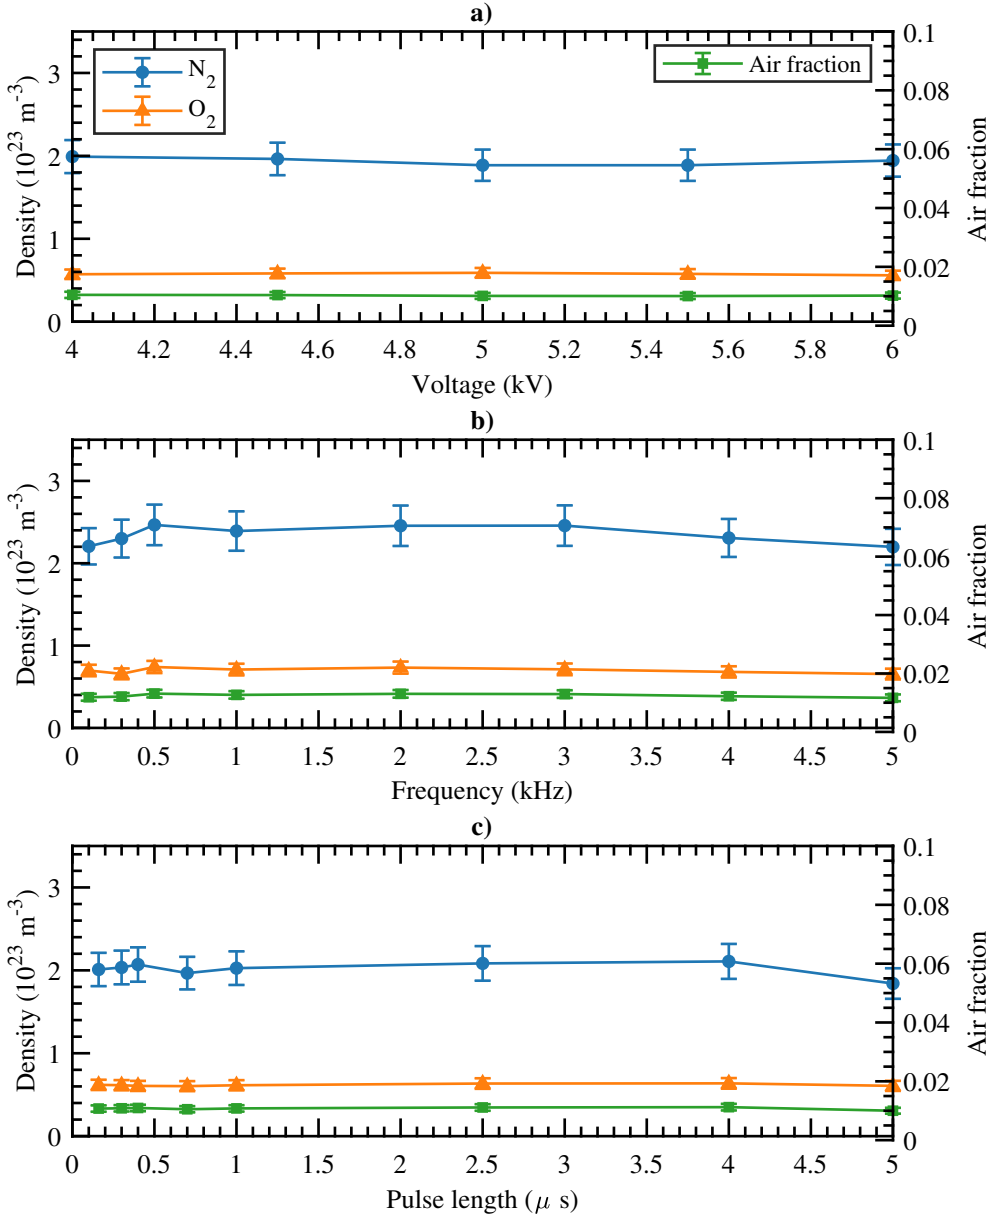 a)
N2
O2
Air fraction
Density (10^23 m^-3)
0
1
2
3
0
0.02
0.04
0.06
0.08
0.1
Air fraction
4 4.2 4.4 4.6 4.8 5 5.2 5.4 5.6 5.8 6
Voltage (kV)
b)
Density (10^23 m^-3)
0
1
2
3
0
0.02
0.04
0.06
0.08
0.1
Air fraction
0 0.5 1 1.5 2 2.5 3 3.5 4 4.5 5
Frequency (kHz)
c)
Density (10^23 m^-3)
0
1
2
3
0
0.02
0.04
0.06
0.08
0.1
Air fraction
0 0.5 1 1.5 2 2.5 3 3.5 4 4.5 5
Pulse length (μ s)